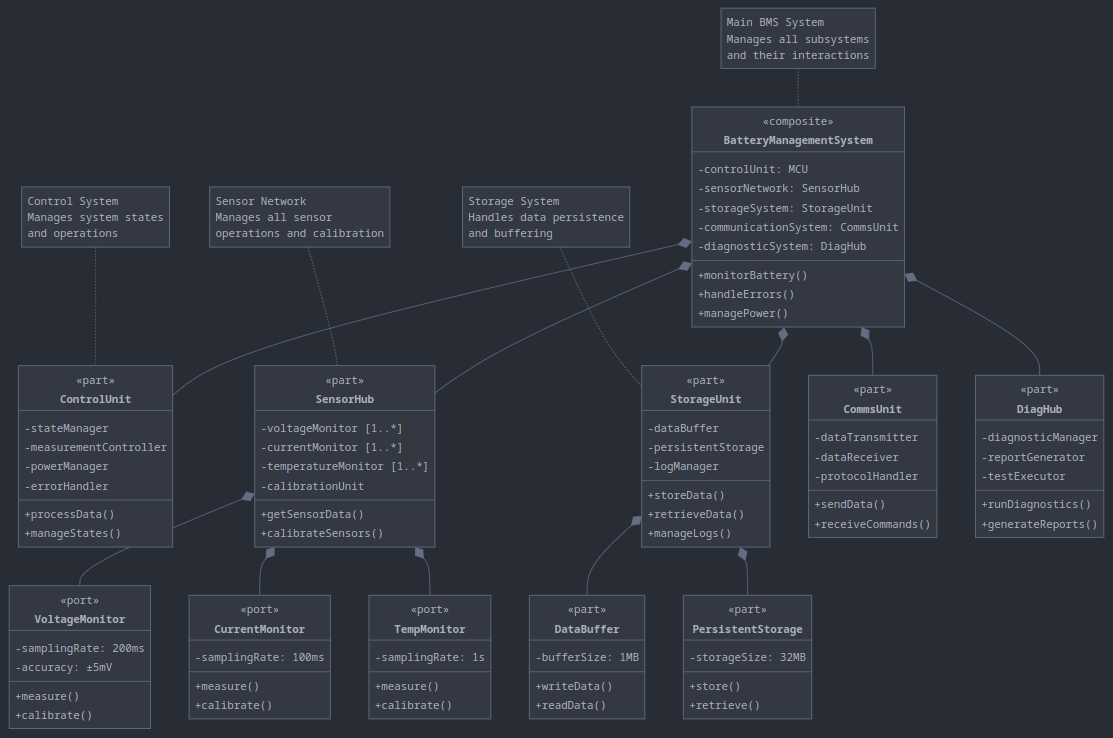 Main BMS System
Manages all subsystems
and their interactions
«composite»
BatteryManagementSystem
-controlUnit: MCU
-sensorNetwork: SensorHub
-storageSystem: StorageUnit
-communicationSystem: CommsUnit
-diagnosticSystem: DiagHub
+monitorBattery()
+handleErrors()
+managePower()
Control System
Manages system states
and operations
Sensor Network
Manages all sensor
operations and calibration
Storage System
Handles data persistence
and buffering
«part»
ControlUnit
-stateManager
-measurementController
-powerManager
-errorHandler
+processData()
+manageStates()
«part»
SensorHub
-voltageMonitor [1..*]
-currentMonitor [1..*]
-temperatureMonitor [1..*]
-calibrationUnit
+getSensorData()
+calibrateSensors()
«part»
StorageUnit
-dataBuffer
-persistentStorage
-logManager
+storeData()
+retrieveData()
+manageLogs()
«part»
CommsUnit
-dataTransmitter
-dataReceiver
-protocolHandler
+sendData()
+receiveCommands()
«part»
DiagHub
-diagnosticManager
-reportGenerator
-testExecutor
+runDiagnostics()
+generateReports()
«port»
VoltageMonitor
-samplingRate: 200ms
-accuracy: ±5mV
+measure()
+calibrate()
«port»
CurrentMonitor
-samplingRate: 100ms
+measure()
+calibrate()
«port»
TempMonitor
-samplingRate: 1s
+measure()
+calibrate()
«part»
DataBuffer
-bufferSize: 1MB
+writeData()
+readData()
«part»
PersistentStorage
-storageSize: 32MB
+store()
+retrieve()